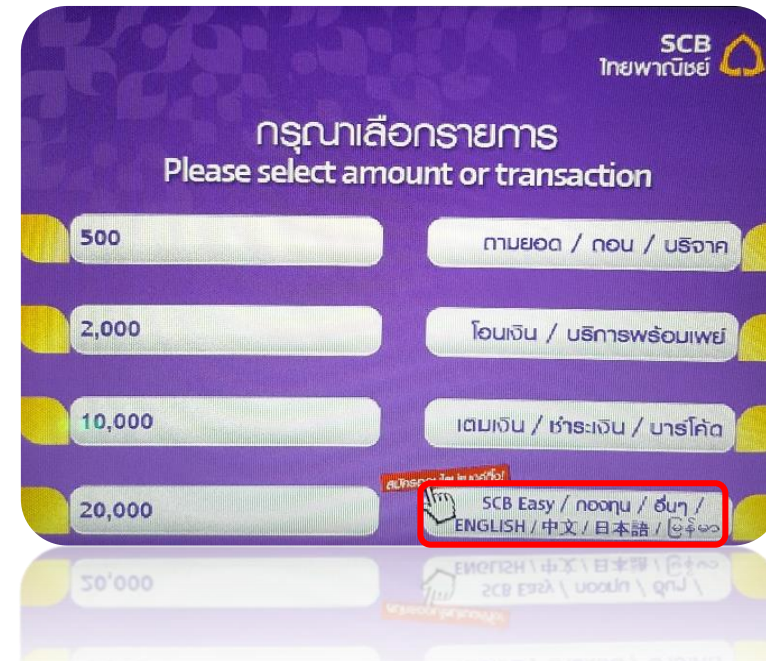 SCB
ไทยพาณิชย์
กรุณาเลือกรายการ
Please select amount or transaction
500
ถามยอด / ถอน / บริจาค
2,000
โอนเงิน / บริการพร้อมเพย์
10,000
เติมเงิน / ชำระเงิน / บาร์โค้ด
20,000
SCB Easy / กองทุน / อื่นๆ /
ENGLISH / 中文 / 日本語 / မြန်မာ